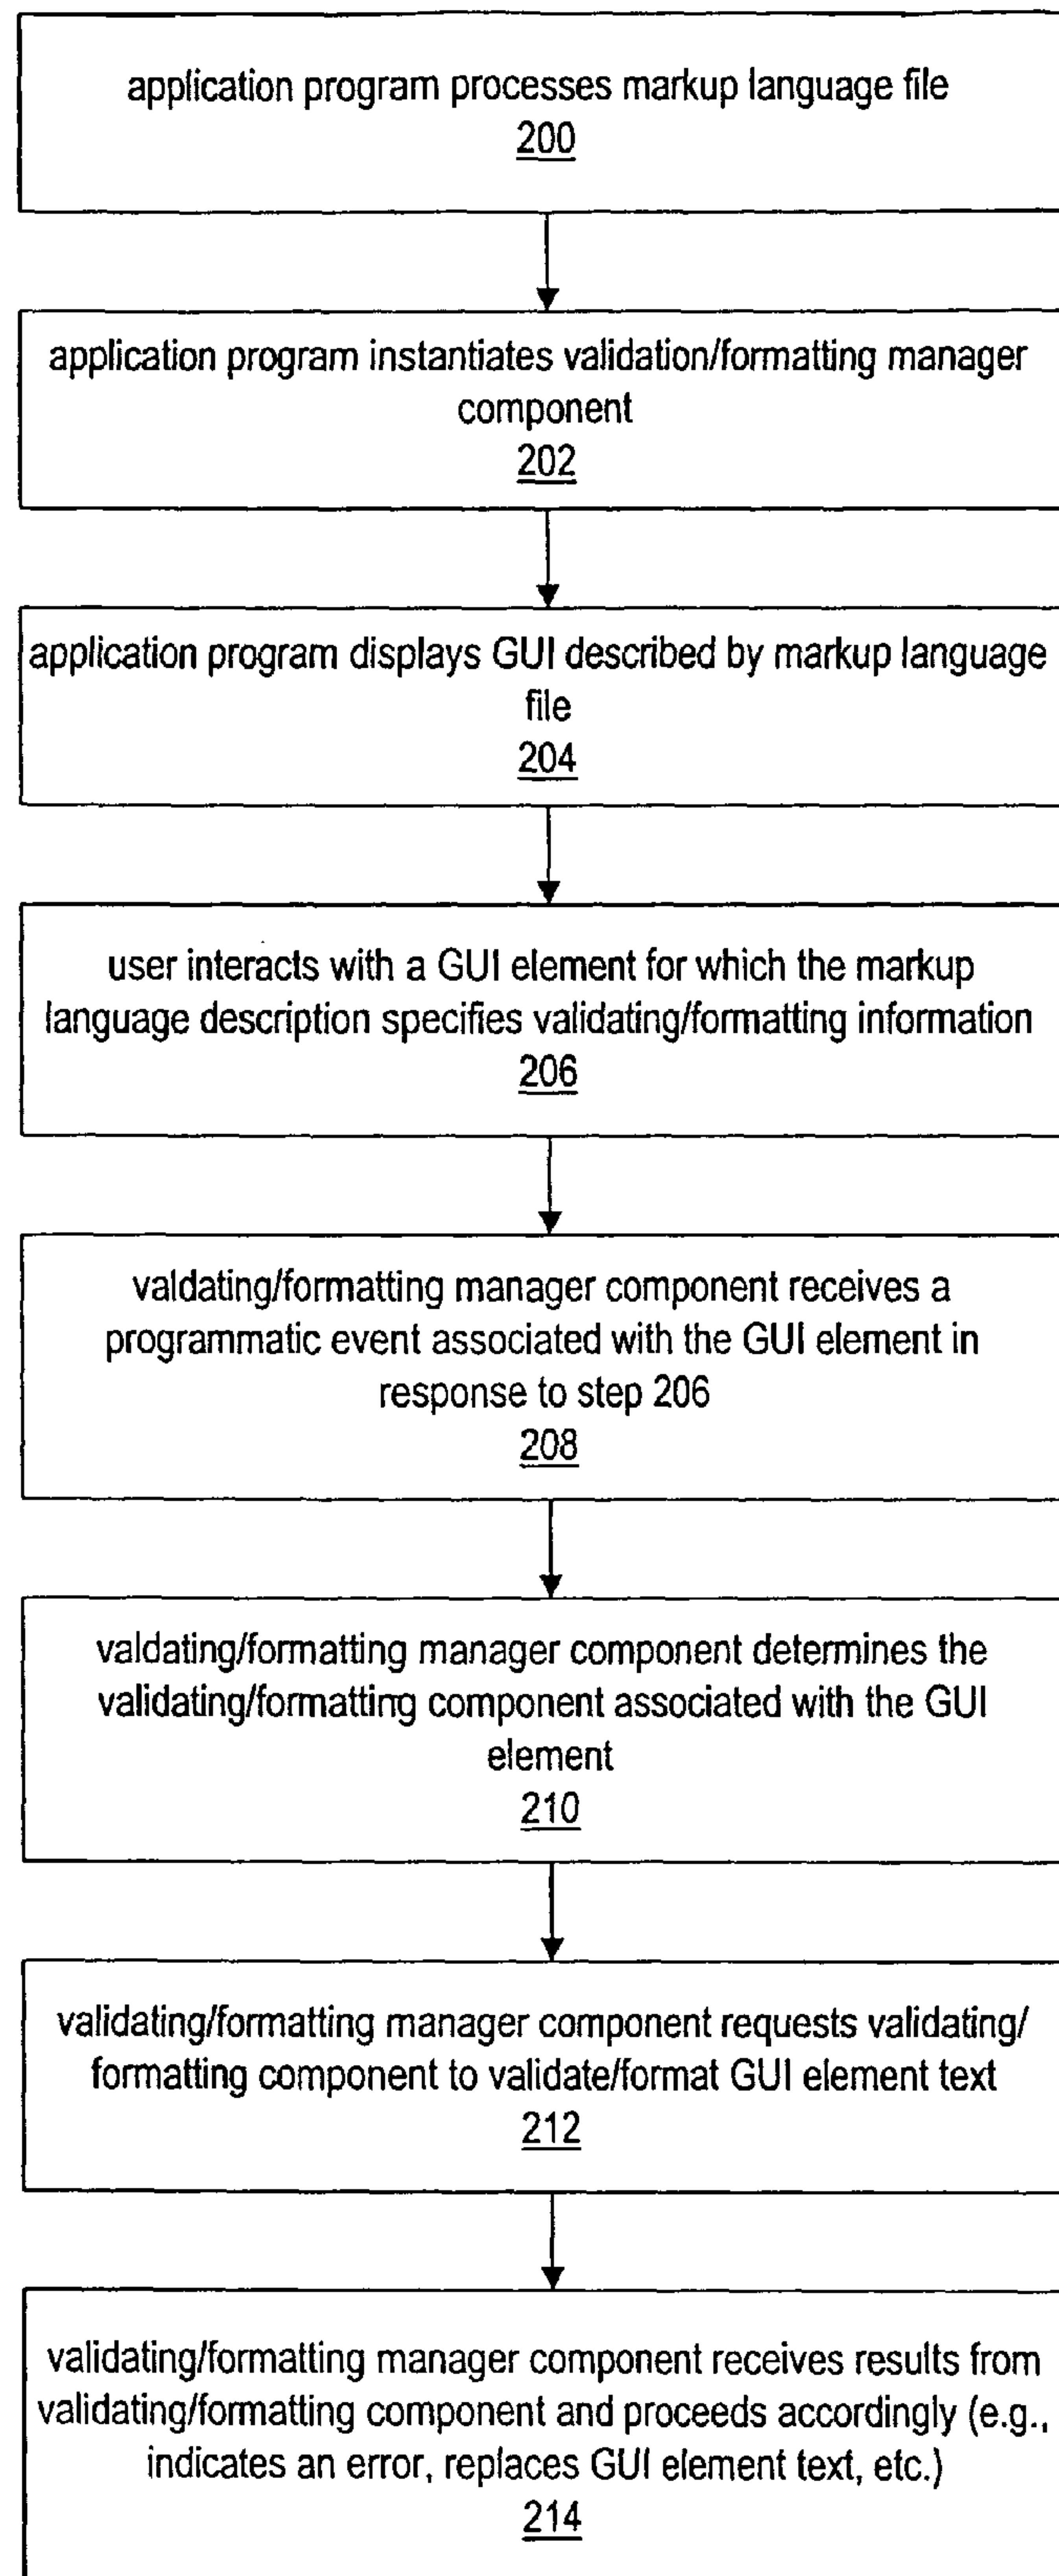 application program processes markup language file
200
application program instantiates validation/formatting manager
component
202
application program displays GUI described by markup language
file
204
user interacts with a GUI element for which the markup
language description specifies validating/formatting information
206
valdating/formatting manager component receives a
programmatic event associated with the GUI element in
response to step 206
208
valdating/formatting manager component determines the
validating/formatting component associated with the GUI
element
210
validating/formatting manager component requests validating/
formatting component to validate/format GUI element text
212
validating/formatting manager component receives results from
validating/formatting component and proceeds accordingly (e.g.,
indicates an error, replaces GUI element text, etc.)
214